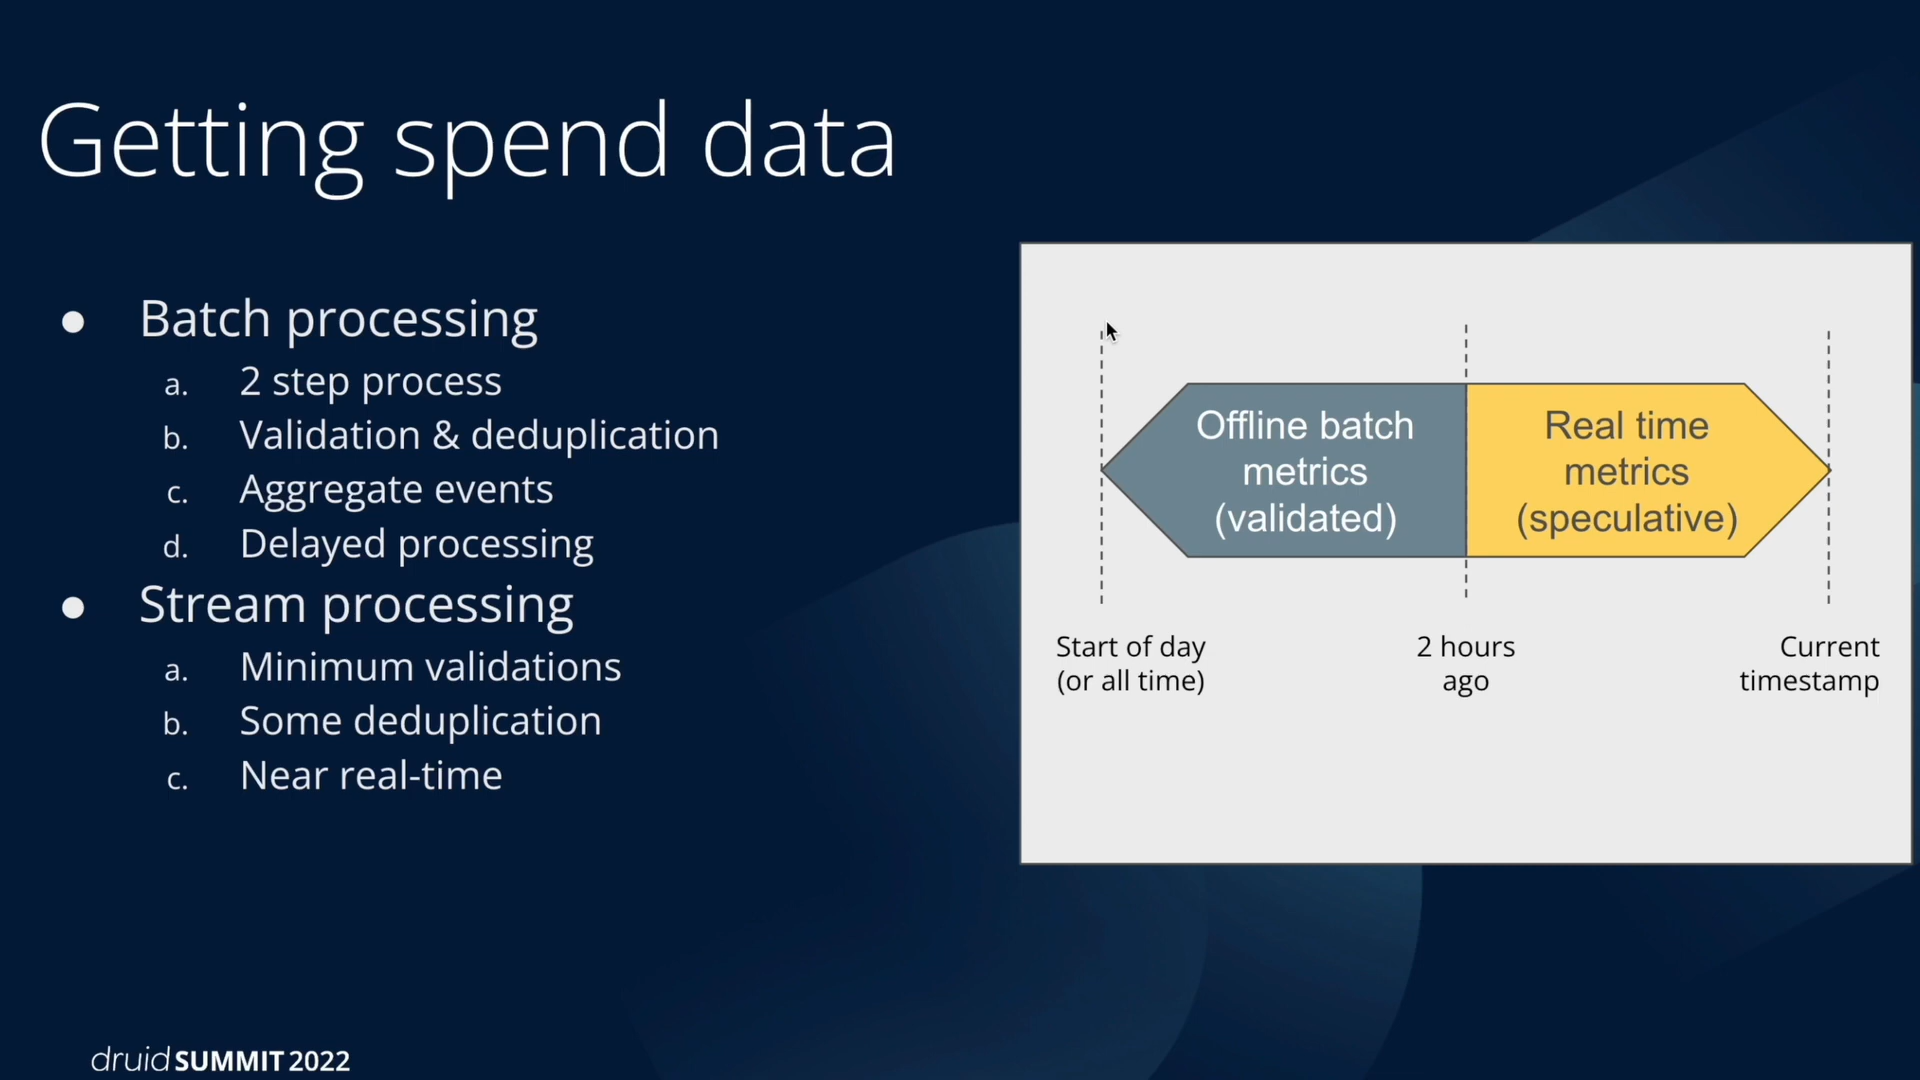 Getting spend data
● Batch processing
a. 2 step process
b. Validation & deduplication
c. Aggregate events
d. Delayed processing
● Stream processing
a. Minimum validations
b. Some deduplication
c. Near real-time
Offline batch
metrics
(validated)
Real time
metrics
(speculative)
Start of day
(or all time)
2 hours
ago
Current
timestamp
druid SUMMIT 2022